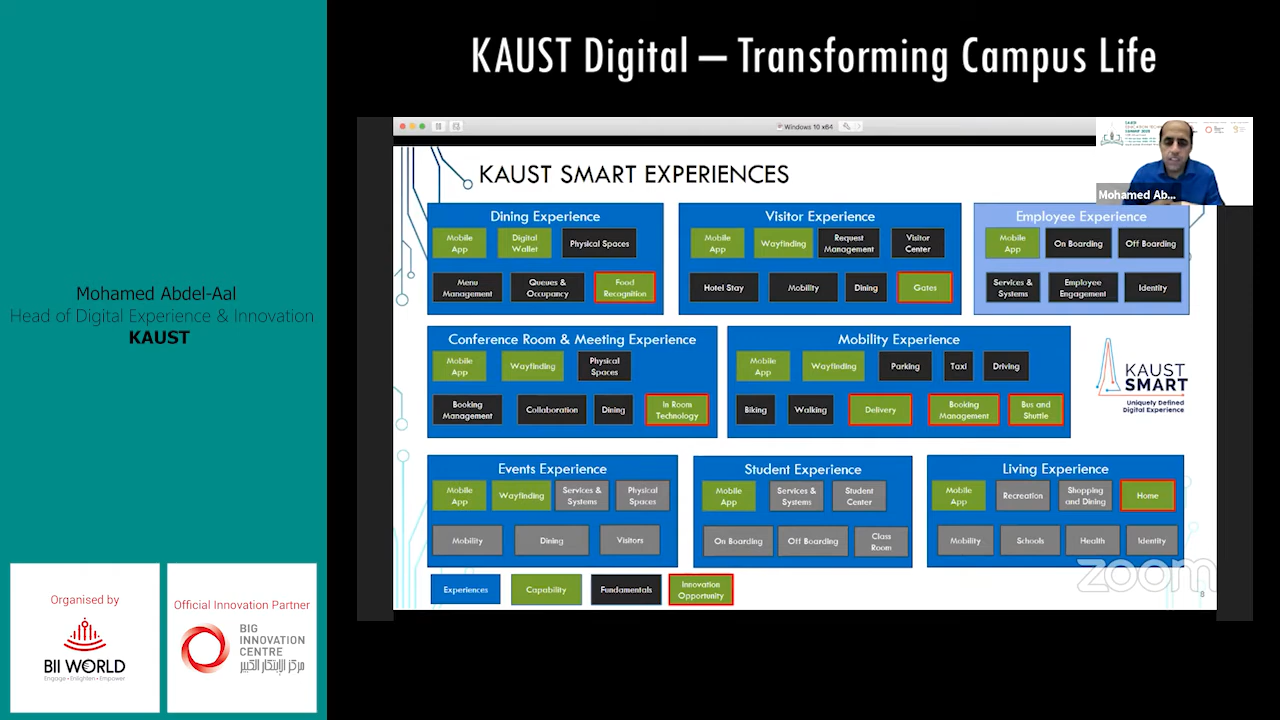 KAUST Digital – Transforming Campus Life
Mohamed Abdel-Aal
Head of Digital Experience & Innovation
KAUST
Organised by
BII WORLD
Engage • Enlighten • Empower
Official Innovation Partner
BIG
INNOVATION
CENTRE
مركز الابتكار الكبير
Windows 10 x64
Mohamed Ab...
KAUST SMART EXPERIENCES
Dining Experience
Mobile
App
Digital
Wallet
Physical Spaces
Menu
Management
Queues &
Occupancy
Food
Recognition
Visitor Experience
Mobile
App
Wayfinding
Request
Management
Visitor
Center
Hotel Stay
Mobility
Dining
Gates
Employee Experience
Mobile
App
On Boarding
Off Boarding
Services &
Systems
Employee
Engagement
Identity
Conference Room & Meeting Experience
Mobile
App
Wayfinding
Physical
Spaces
Booking
Management
Collaboration
Dining
In Room
Technology
Mobility Experience
Mobile
App
Wayfinding
Parking
Taxi
Driving
Biking
Walking
Delivery
Booking
Management
Bus and
Shuttle
KAUST
SMART
Uniquely Defined
Digital Experience
Events Experience
Mobile
App
Wayfinding
Services &
Systems
Physical
Spaces
Mobility
Dining
Visitors
Student Experience
Mobile
App
Services &
Systems
Student
Center
On Boarding
Off Boarding
Class
Room
Living Experience
Mobile
App
Recreation
Shopping
and Dining
Home
Mobility
Schools
Health
Identity
Experiences
Capability
Fundamentals
Innovation
Opportunity
zoom
8